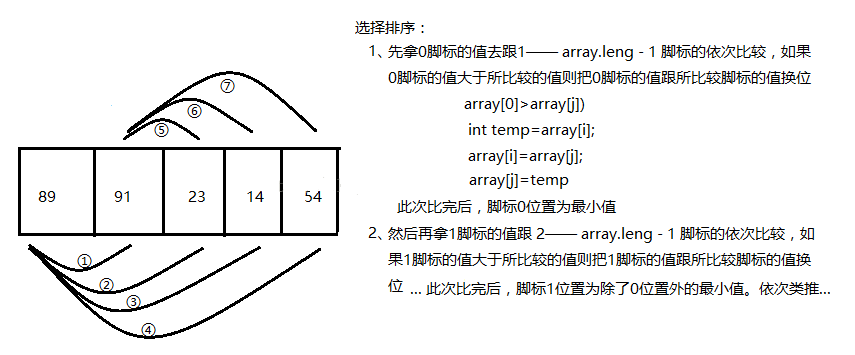 选择排序：
1、先拿0脚标的值去跟1—— array.leng - 1 脚标的依次比较，如果
0脚标的值大于所比较的值则把0脚标的值跟所比较脚标的值换位
array[0]>array[j])
int temp=array[i];
array[i]=array[j];
array[j]=temp
此次比完后，脚标0位置为最小值
2、然后再拿1脚标的值跟 2—— array.leng - 1 脚标的依次比较，如
果1脚标的值大于所比较的值则把1脚标的值跟所比较脚标的值换
位 ... 此次比完后，脚标1位置为除了0位置外的最小值。依次类推...
⑦
⑥
⑤
89 91 23 14 54
①
②
③
④